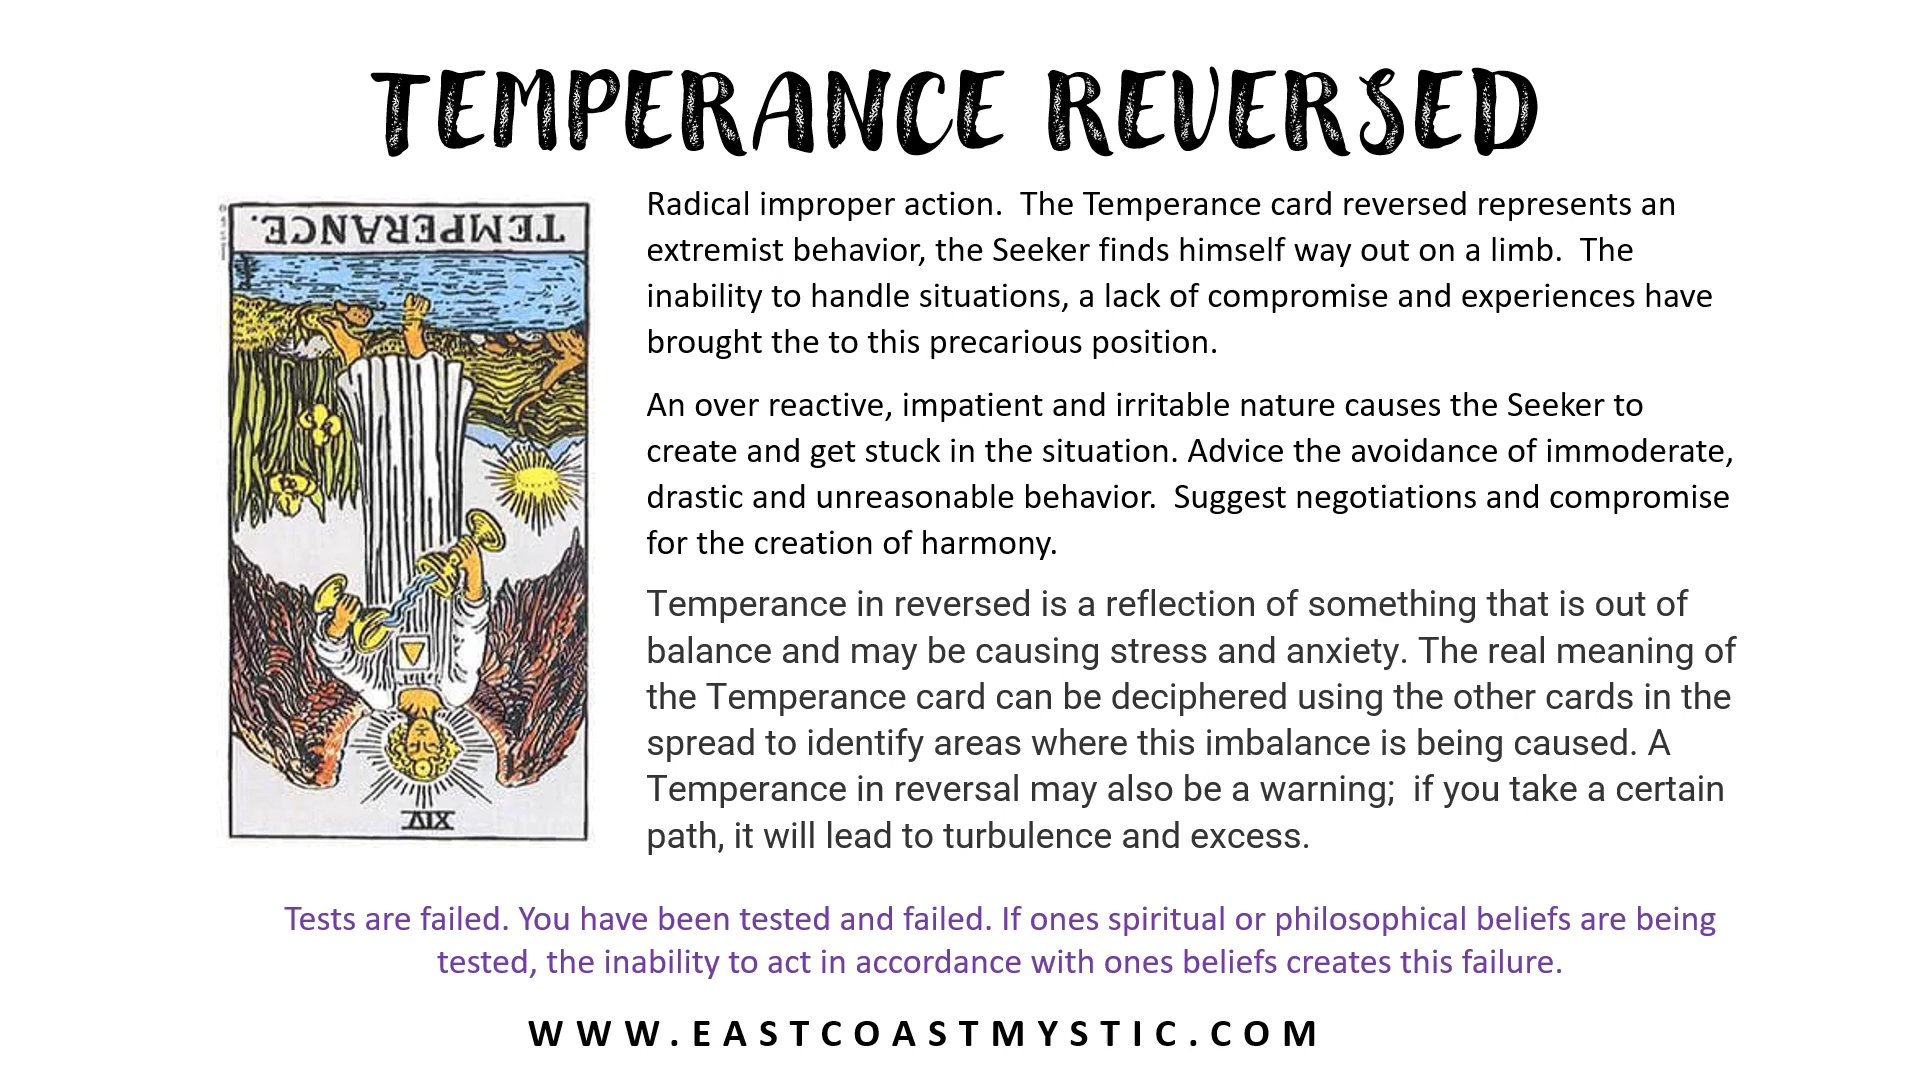 TEMPERANCE REVERSED
TEMPERANCE.
Radical improper action.  The Temperance card reversed represents an
extremist behavior, the Seeker finds himself way out on a limb.  The
inability to handle situations, a lack of compromise and experiences have
brought the to this precarious position.
An over reactive, impatient and irritable nature causes the Seeker to
create and get stuck in the situation. Advice the avoidance of immoderate,
drastic and unreasonable behavior.  Suggest negotiations and compromise
for the creation of harmony.
Temperance in reversed is a reflection of something that is out of
balance and may be causing stress and anxiety. The real meaning of
the Temperance card can be deciphered using the other cards in the
spread to identify areas where this imbalance is being caused. A
Temperance in reversal may also be a warning;  if you take a certain
path, it will lead to turbulence and excess.
XIV
Tests are failed. You have been tested and failed. If ones spiritual or philosophical beliefs are being
tested, the inability to act in accordance with ones beliefs creates this failure.
WWW.EASTCOASTMYSTIC.COM